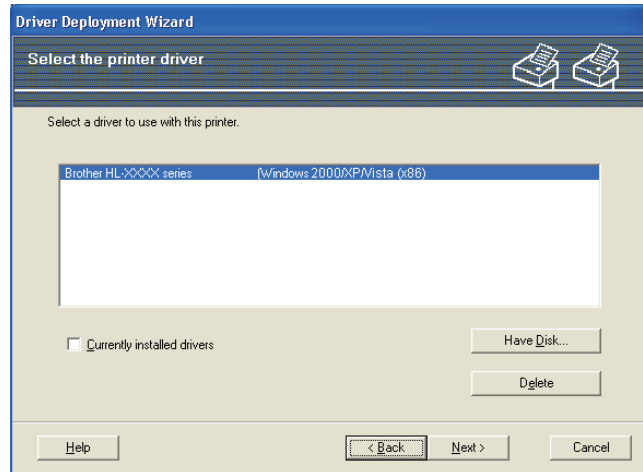 Driver Deployment Wizard
Select the printer driver
Select a driver to use with this printer.
Brother HL-XXXX series (Windows 2000/XP/Vista (x86)
Currently installed drivers
Have Disk...
Delete
Help
< Back
Next >
Cancel